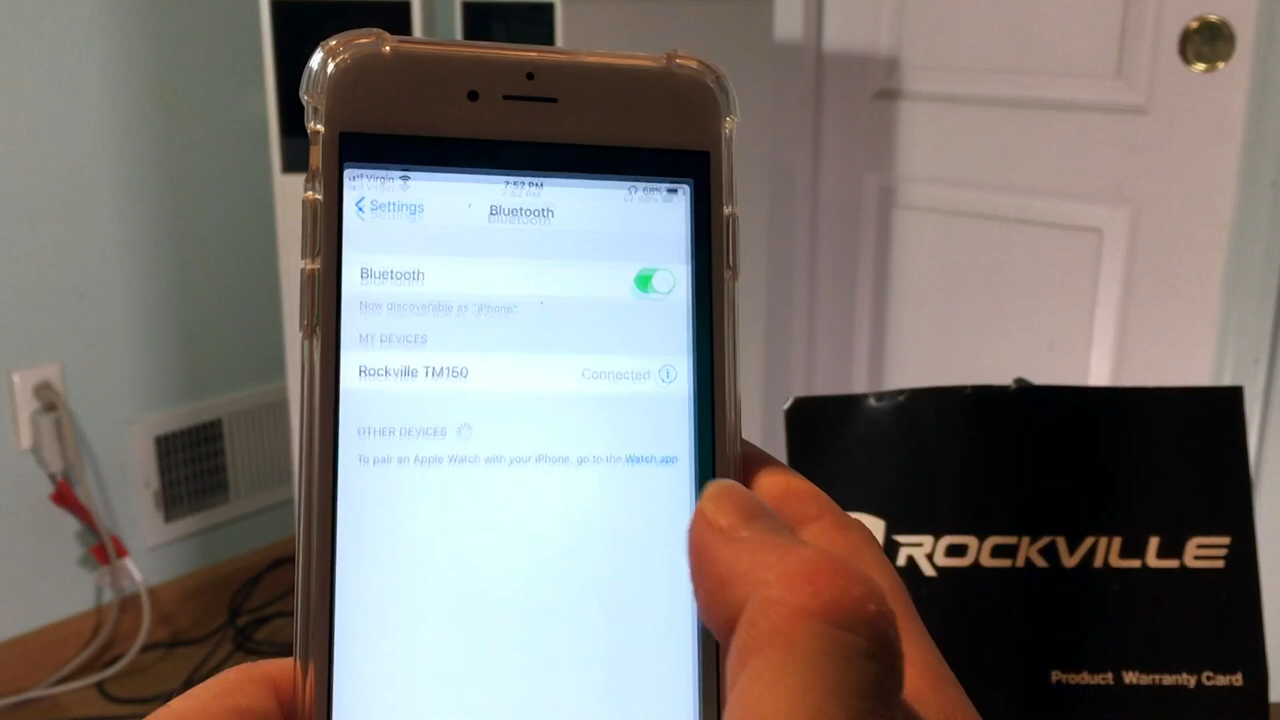 Virgin 7:52 PM 68%
Settings Bluetooth
Bluetooth
Now discoverable as "iPhone"
MY DEVICES
Rockville TM150 Connected
OTHER DEVICES
To pair an Apple Watch with your iPhone, go to the Watch app
ROCKVILLE
Product Warranty Card